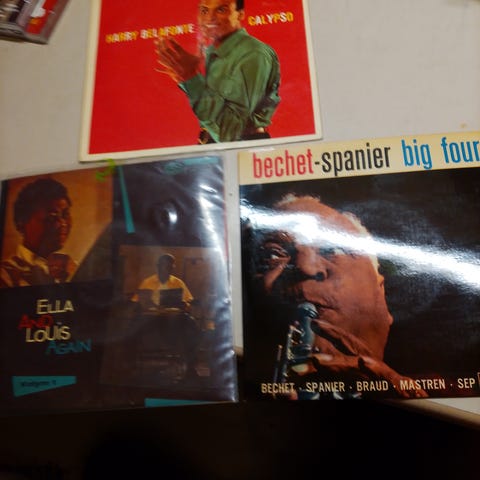 HARRY BELAFONTE CALYPSO
bechet-spanier big four
ELLA
AND
LOUIS
AGAIN
BECHET · SPANIER · BRAUD · MASTREN · SEP